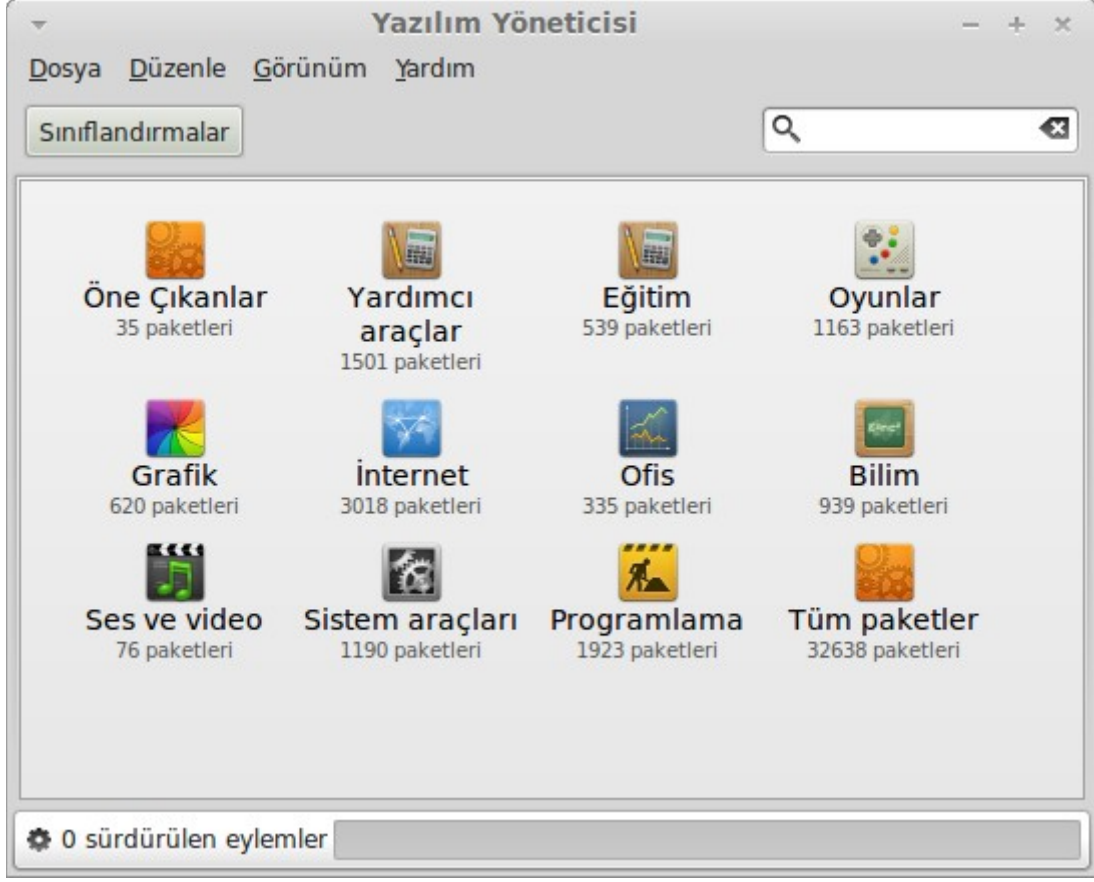 Yazılım Yöneticisi
Dosya Düzenle Görünüm Yardım
Sınıflandırmalar
Öne Çıkanlar
35 paketleri
Yardımcı
araçlar
1501 paketleri
Eğitim
539 paketleri
Oyunlar
1163 paketleri
Grafik
620 paketleri
İnternet
3018 paketleri
Ofis
335 paketleri
Bilim
939 paketleri
Ses ve video
76 paketleri
Sistem araçları
1190 paketleri
Programlama
1923 paketleri
Tüm paketler
32638 paketleri
0 sürdürülen eylemler